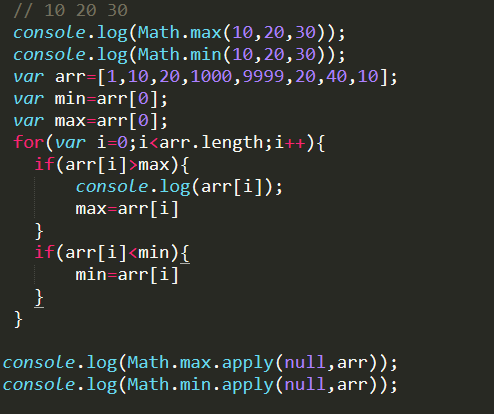 // 10 20 30
console.log(Math.max(10,20,30));
console.log(Math.min(10,20,30));
var arr=[1,10,20,1000,9999,20,40,10];
var min=arr[0];
var max=arr[0];
for(var i=0;i<arr.length;i++){
if(arr[i]>max){
console.log(arr[i]);
max=arr[i]
}
if(arr[i]<min){
min=arr[i]
}
}
console.log(Math.max.apply(null,arr));
console.log(Math.min.apply(null,arr));